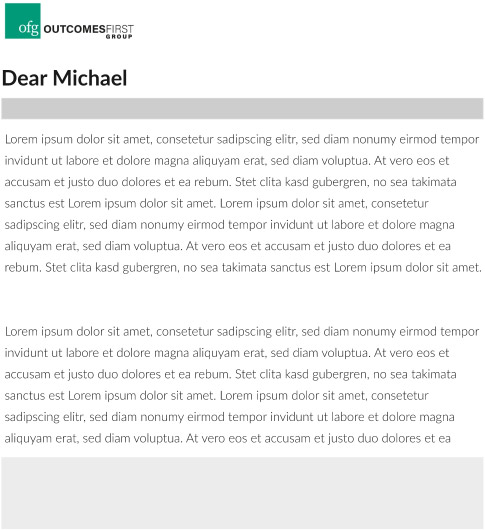 ofg OUTCOMESFIRST
GROUP
Dear Michael
Lorem ipsum dolor sit amet, consetetur sadipscing elitr, sed diam nonumy eirmod tempor
invidunt ut labore et dolore magna aliquyam erat, sed diam voluptua. At vero eos et
accusam et justo duo dolores et ea rebum. Stet clita kasd gubergren, no sea takimata
sanctus est Lorem ipsum dolor sit amet. Lorem ipsum dolor sit amet, consetetur
sadipscing elitr, sed diam nonumy eirmod tempor invidunt ut labore et dolore magna
aliquyam erat, sed diam voluptua. At vero eos et accusam et justo duo dolores et ea
rebum. Stet clita kasd gubergren, no sea takimata sanctus est Lorem ipsum dolor sit amet.
Lorem ipsum dolor sit amet, consetetur sadipscing elitr, sed diam nonumy eirmod tempor
invidunt ut labore et dolore magna aliquyam erat, sed diam voluptua. At vero eos et
accusam et justo duo dolores et ea rebum. Stet clita kasd gubergren, no sea takimata
sanctus est Lorem ipsum dolor sit amet. Lorem ipsum dolor sit amet, consetetur
sadipscing elitr, sed diam nonumy eirmod tempor invidunt ut labore et dolore magna
aliquyam erat, sed diam voluptua. At vero eos et accusam et justo duo dolores et ea